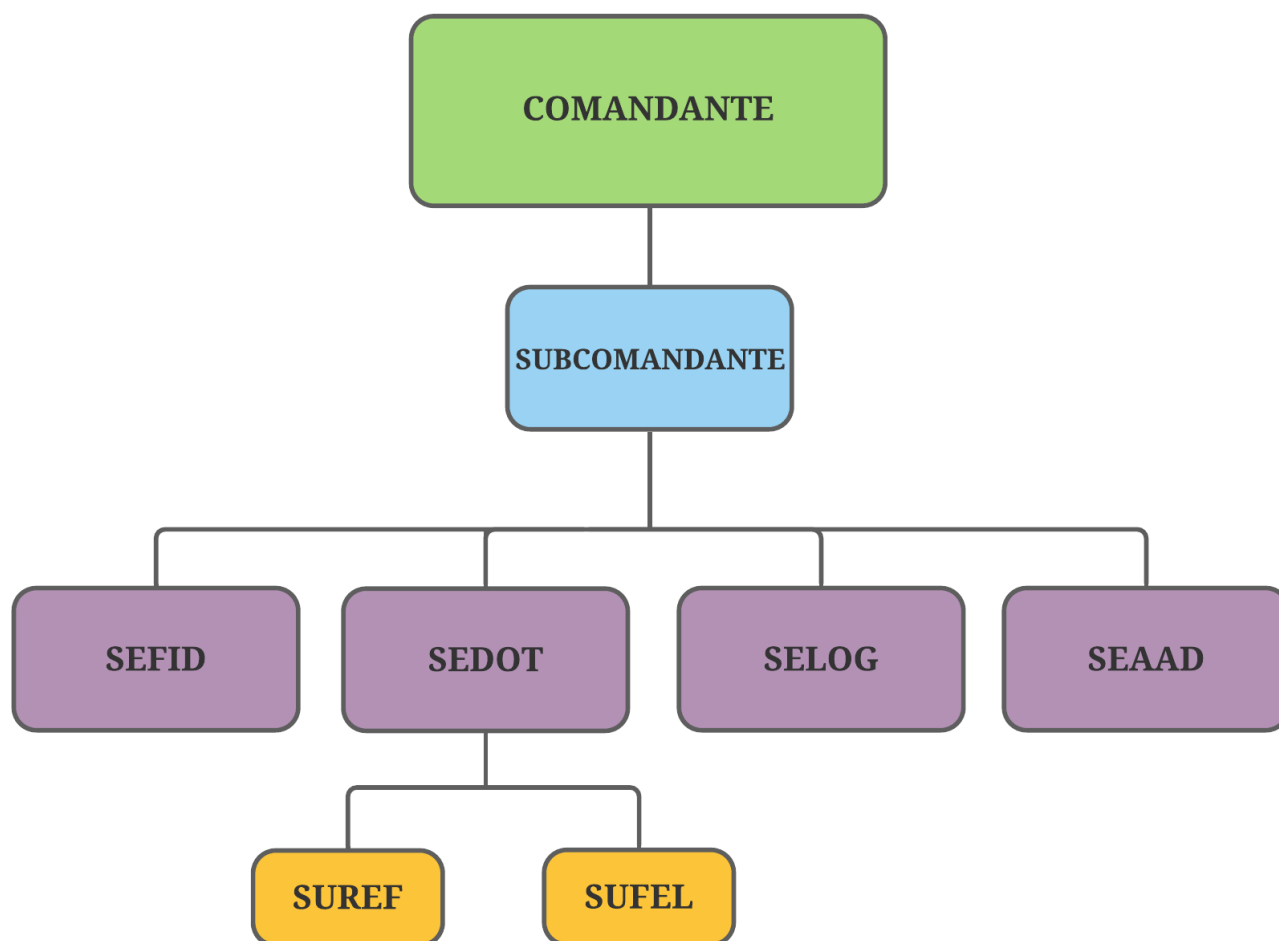 COMANDANTE
SUBCOMANDANTE
SEFID
SEDOT
SELOG
SEAAD
SUREF
SUFEL